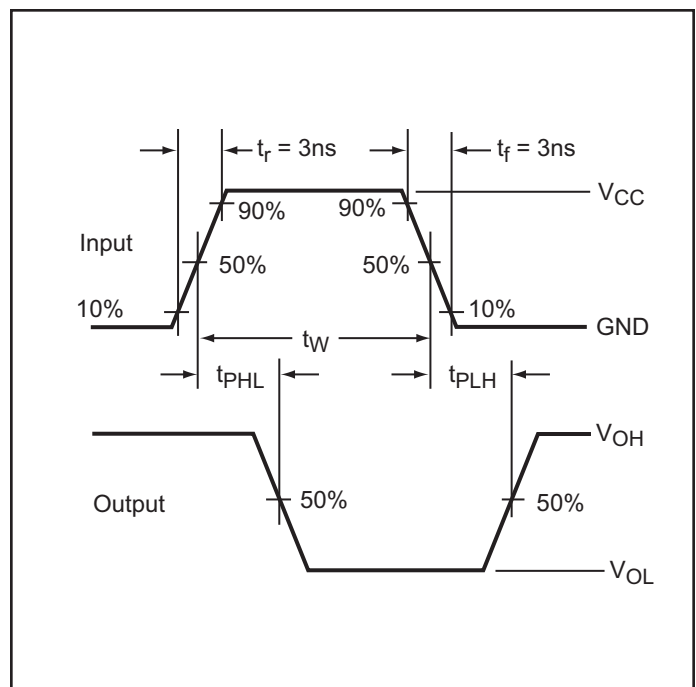 tr = 3ns
tf = 3ns
VCC
90%
90%
Input
50%
50%
10%
10%
GND
tW
tPHL
tPLH
VOH
Output
50%
50%
VOL